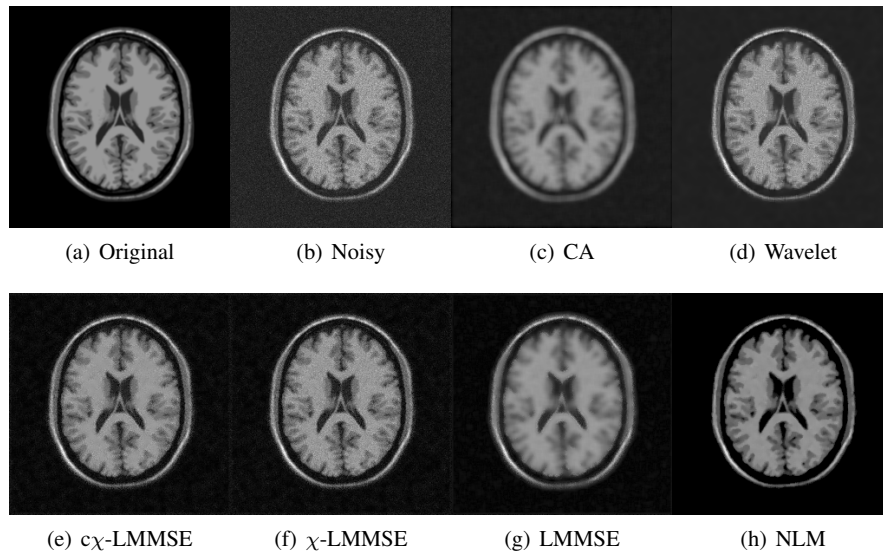 (a) Original
(b) Noisy
(c) CA
(d) Wavelet
(e) cχ-LMMSE
(f) χ-LMMSE
(g) LMMSE
(h) NLM